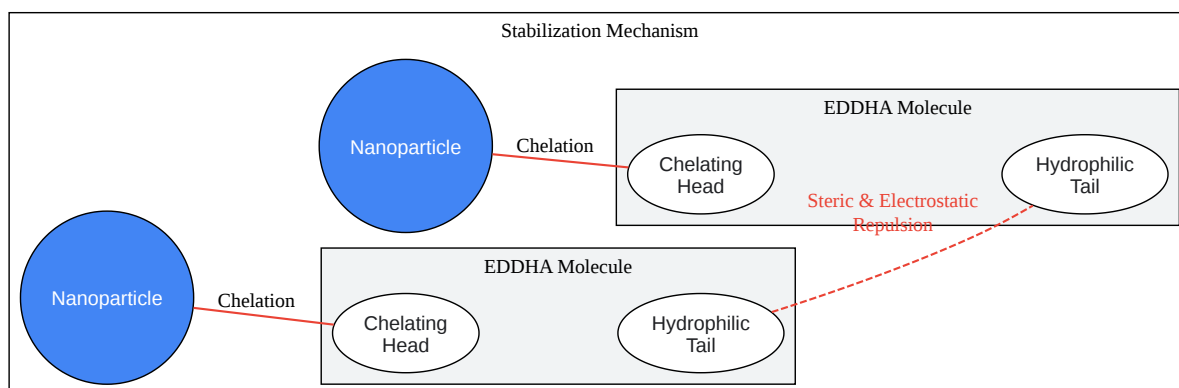 Stabilization Mechanism
EDDHA Molecule
Nanoparticle
Chelation
Chelating
Head
Hydrophilic
Tail
Steric & Electrostatic
Repulsion
EDDHA Molecule
Nanoparticle
Chelation
Chelating
Head
Hydrophilic
Tail